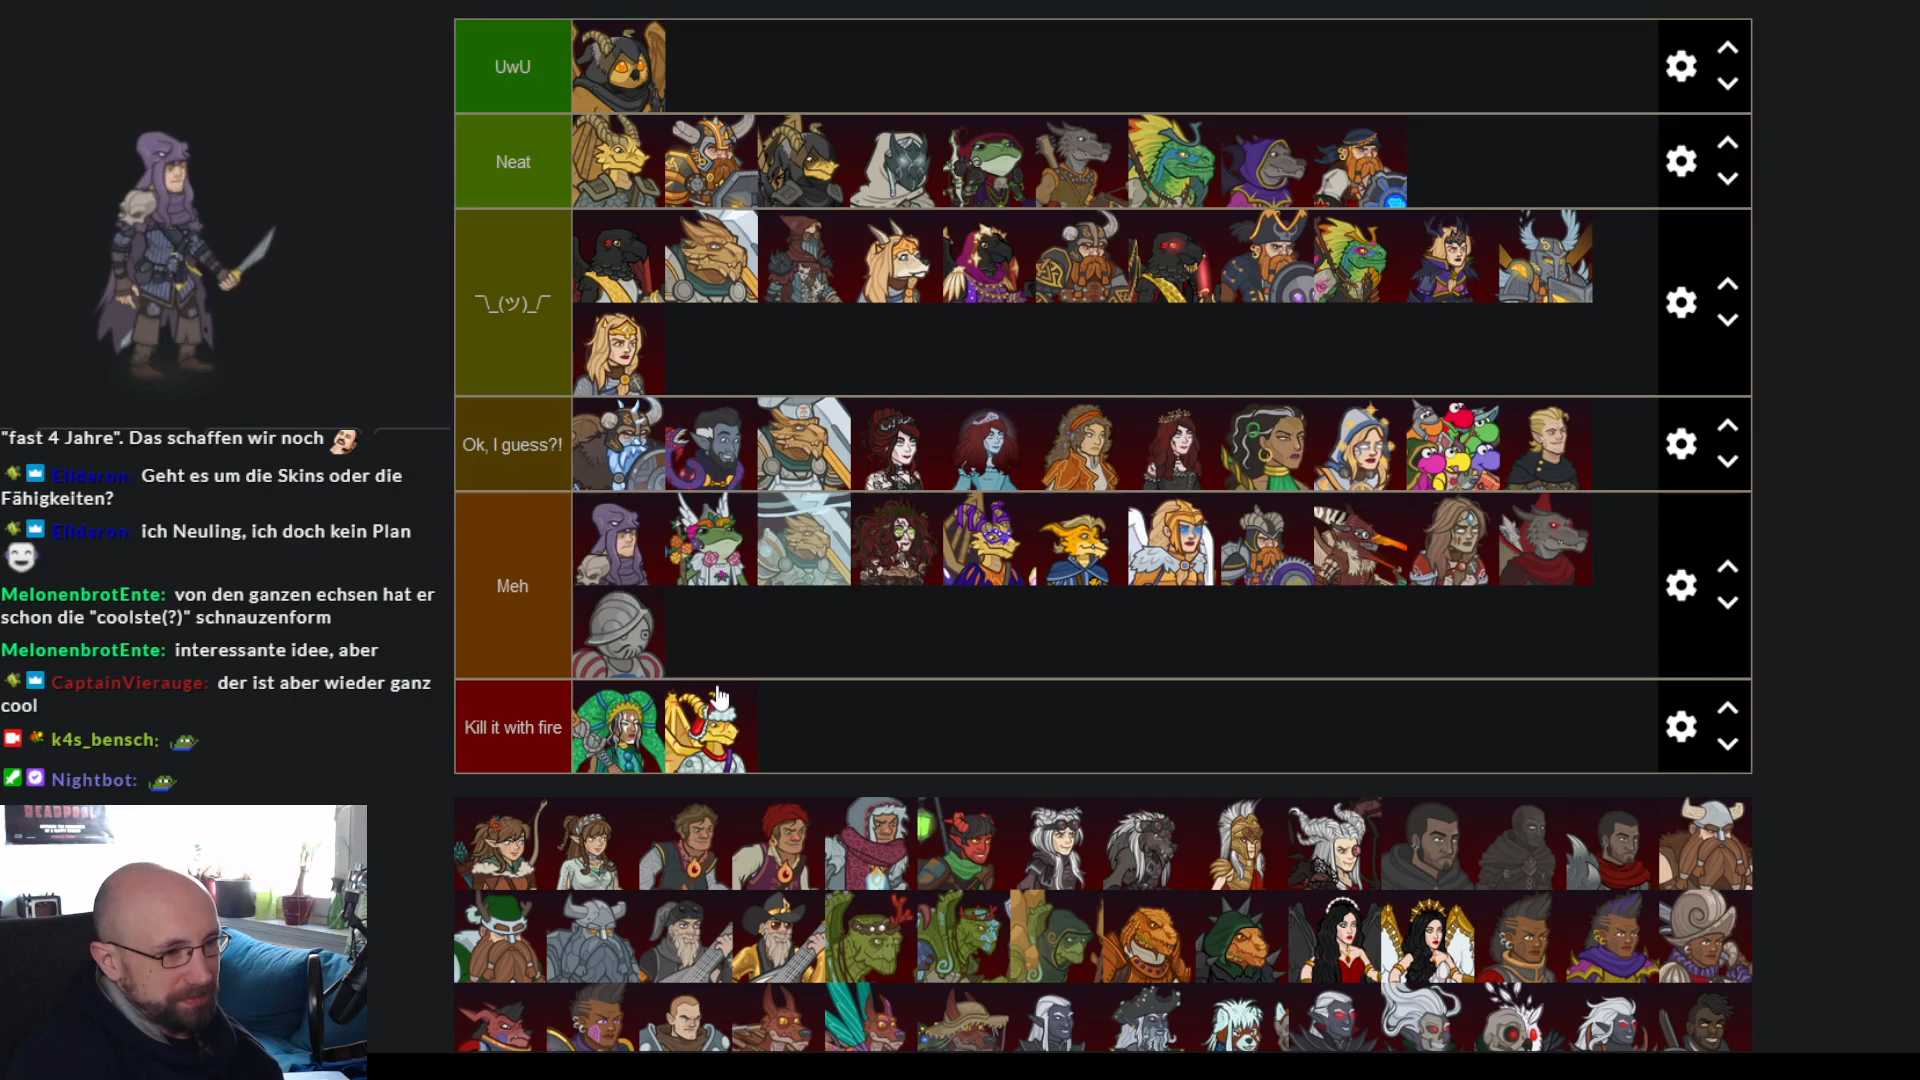 UwU
Neat
¯\_(ツ)_/¯
Ok, I guess?!
Meh
Kill it with fire
"fast 4 Jahre". Das schaffen wir noch
Elldaron: Geht es um die Skins oder die
Fähigkeiten?
Elldaron: ich Neuling, ich doch kein Plan
MelonenbrotEnte: von den ganzen echsen hat er
schon die "coolste(?)" schnauzenform
MelonenbrotEnte: interessante idee, aber
CaptainVierauge: der ist aber wieder ganz
cool
k4s_bensch:
Nightbot:
DEADPOOL